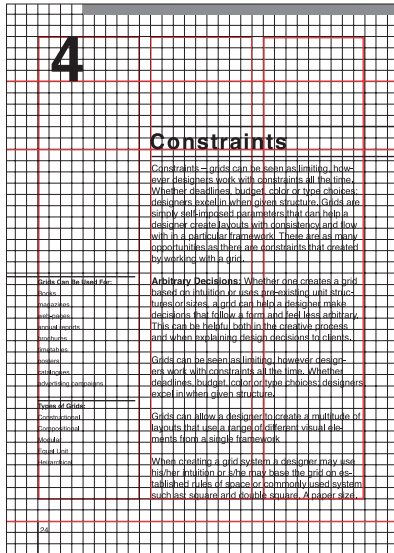 4
Constraints
Constraints – grids can be seen as limiting, how-
ever designers work with constraints all the time.
Whether deadlines, budget, color or type choices;
designers excel in when given structure. Grids are
simply self-imposed parameters that can help a
designer create layouts with consistency and flow
with in a particular framework. There are as many
opportunities as there are constraints that created
by working with a grid.
Arbitrary Decisions: Whether one creates a grid
based on intuition or uses pre-existing unit struc-
tures or sizes, a grid can help a designer make
decisions that follow a form and feel less arbitrary.
This can be helpful both in the creative process
and when explaining design decisions to clients.
Grids can be seen as limiting, however design-
ers work with constraints all the time. Whether
deadlines, budget, color or type choices; designers
excel in when given structure.
Grids can allow a designer to create a multitude of
layouts that use a range of different visual ele-
ments from a single framework
When creating a grid system a designer may use
his/her intuition or s/he may base the grid on es-
tablished rules of space or commonly used system
such as: square and double square. A paper size,
Grids Can Be Used For:
Books
magazines
web-pages
annual reports
brochures
timetables
posters
catalogues
advertising campaigns
Types of Grids:
Constructional
Compositional
Modular
Equal Unit
Heirarchical
24